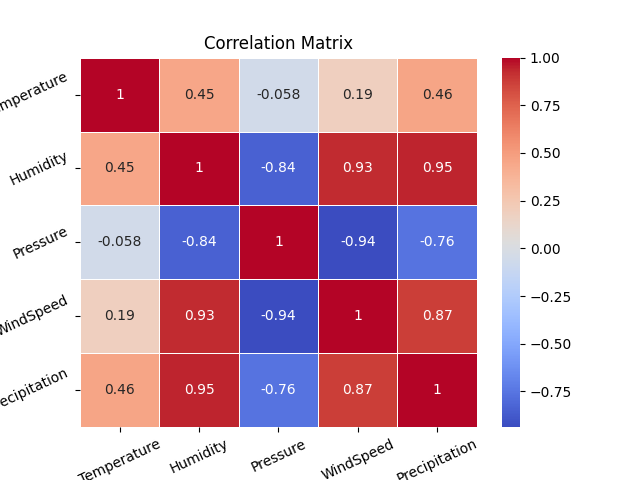 Correlation Matrix
mperature 1 0.45 -0.058 0.19 0.46
Humidity 0.45 1 -0.84 0.93 0.95
Pressure -0.058 -0.84 1 -0.94 -0.76
WindSpeed 0.19 0.93 -0.94 1 0.87
ecipitation 0.46 0.95 -0.76 0.87 1
Temperature Humidity Pressure WindSpeed Precipitation
1.00
0.75
0.50
0.25
0.00
−0.25
−0.50
−0.75